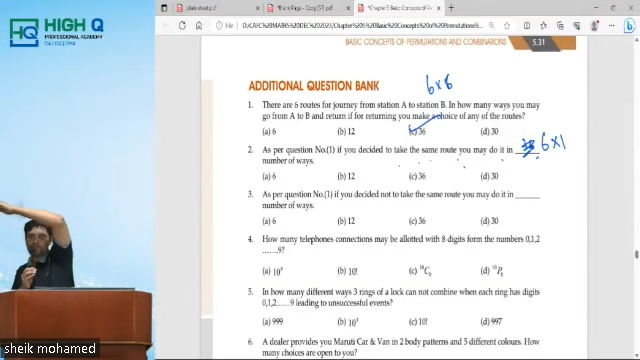 HIGH Q
PROFESSIONAL ACADEMY
CA | CS | CMA
"Chapter 5 Basic Concepts of P
BASIC CONCEPTS OF PERMUTATIONS AND COMBINATIONS 5.31
ADDITIONAL QUESTION BANK
6×6
1. There are 6 routes for journey from station A to station B. In how many ways you may
go from A to B and return if for returning you make a choice of any of the routes?
(a) 6 (b) 12 (c) 36 (d) 30
2. As per question No.(1) if you decided to take the same route you may do it in ______ 6×1
number of ways.
(a) 6 (b) 12 (c) 36 (d) 30
3. As per question No.(1) if you decided not to take the same route you may do it in ______
number of ways.
(a) 6 (b) 12 (c) 36 (d) 30
4. How many telephones connections may be allotted with 8 digits form the numbers 0,1,2
.......9?
(a) 10⁸ (b) 10! (c) ¹⁰C₈ (d) ¹⁰P₈
5. In how many different ways 3 rings of a lock can not combine when each ring has digits
0,1,2......9 leading to unsuccessful events?
(a) 999 (b) 10³ (c) 10! (d) 997
6. A dealer provides you Maruti Car & Van in 2 body patterns and 5 different colours. How
many choices are open to you?
sheik mohamed